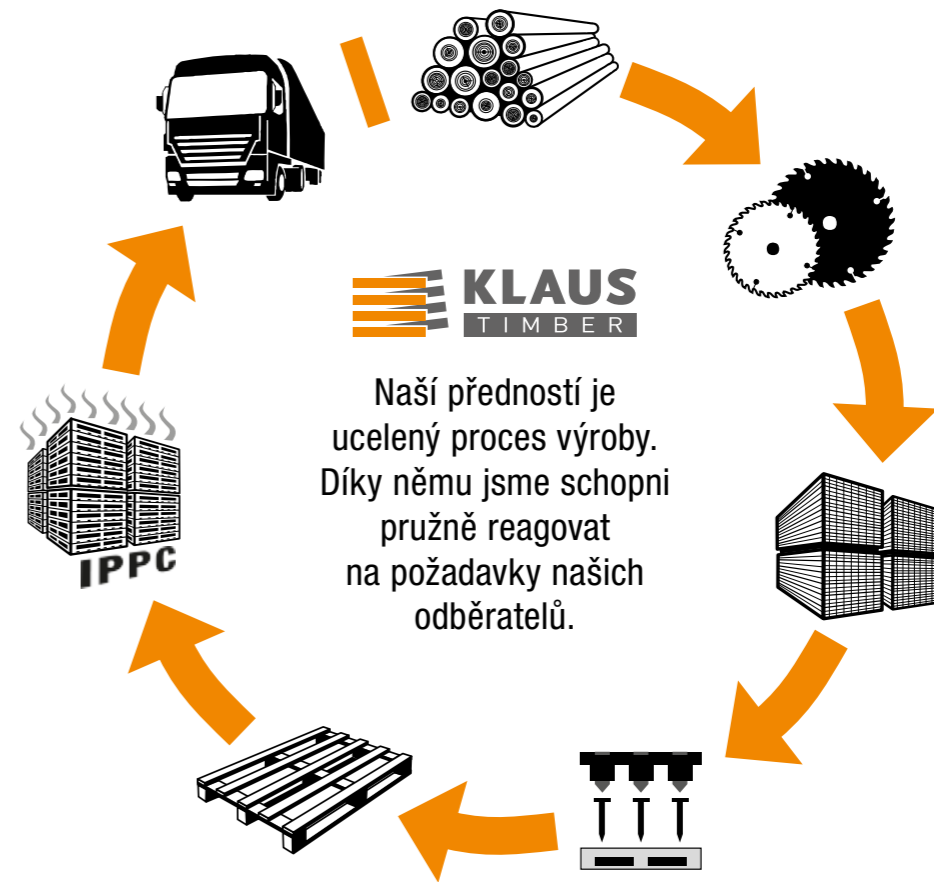 KLAUS
TIMBER
Naší předností je
ucelený proces výroby.
Díky němu jsme schopni
pružně reagovat
na požadavky našich
odběratelů.
IPPC